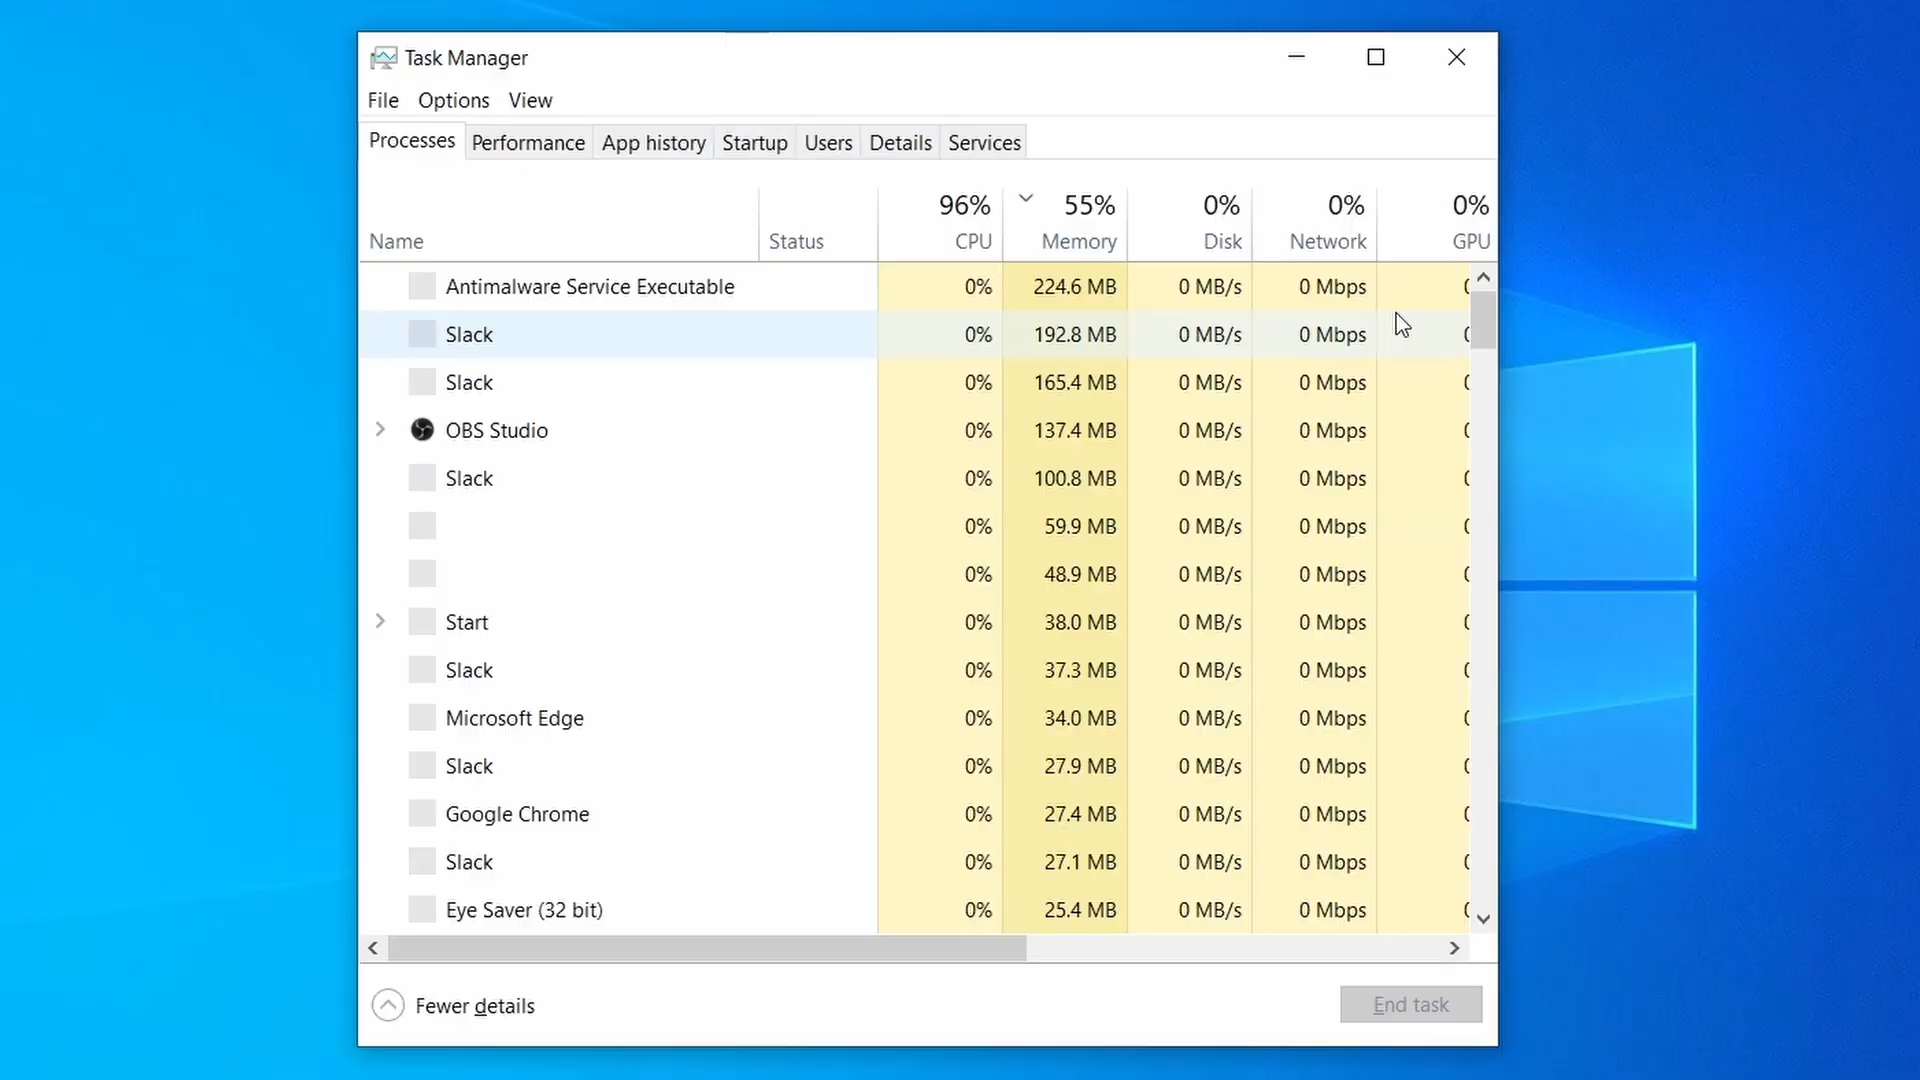 Task Manager
File Options View
Processes Performance App history Startup Users Details Services
96% 55% 0% 0% 0%
Name Status CPU Memory Disk Network GPU
Antimalware Service Executable 0% 224.6 MB 0 MB/s 0 Mbps
Slack 0% 192.8 MB 0 MB/s 0 Mbps
Slack 0% 165.4 MB 0 MB/s 0 Mbps
OBS Studio 0% 137.4 MB 0 MB/s 0 Mbps
Slack 0% 100.8 MB 0 MB/s 0 Mbps
0% 59.9 MB 0 MB/s 0 Mbps
0% 48.9 MB 0 MB/s 0 Mbps
Start 0% 38.0 MB 0 MB/s 0 Mbps
Slack 0% 37.3 MB 0 MB/s 0 Mbps
Microsoft Edge 0% 34.0 MB 0 MB/s 0 Mbps
Slack 0% 27.9 MB 0 MB/s 0 Mbps
Google Chrome 0% 27.4 MB 0 MB/s 0 Mbps
Slack 0% 27.1 MB 0 MB/s 0 Mbps
Eye Saver (32 bit) 0% 25.4 MB 0 MB/s 0 Mbps
Fewer details End task